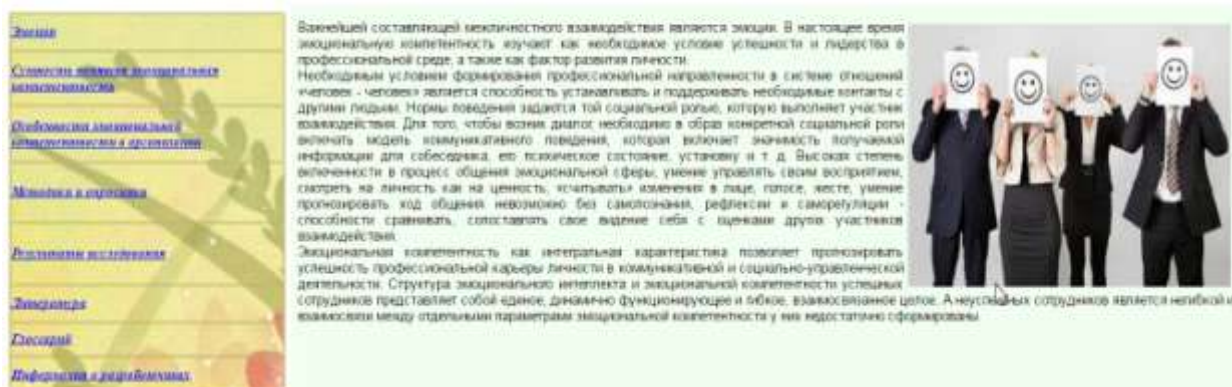 Эмоции
Сущность понятия эмоциональная
компетентность
Особенности эмоциональной
компетентности в
Методики и опросники
Результаты исследования
Литература
Глоссарий
Информация о разработчиках.
Важнейшей составляющей межличностного взаимодействия являются эмоции. В настоящее время
эмоциональную компетентность изучают как необходимое условие успешности и лидерства в
профессиональной среде, а также как фактор развития личности.
Необходимым условием формирования профессиональной направленности в системе отношений
«человек - человек» является способность устанавливать и поддерживать необходимые контакты с
другими людьми. Нормы поведения задаются той социальной ролью, которую выполняет участник
взаимодействия. Для того, чтобы возник диалог необходимо в образ конкретной социальной роли
включать модель коммуникативного поведения, которая включает значимость получаемой
информации для собеседника, его психическое состояние, установку и т. д. Высокая степень
включенности в процесс общения эмоциональной сферы, умение управлять своим восприятием,
смотреть на личность как на ценность, «считывать» изменения в лице, голосе, жесте, умение
прогнозировать ход общения невозможно без самопознания, рефлексии и саморегуляции -
способности сравнивать, сопоставлять свое видение себя с оценками других участников
взаимодействия.
Эмоциональная компетентность как интегральная характеристика позволяет прогнозировать
успешность профессиональной карьеры личности в коммуникативной и социально-управленческой
деятельности. Структура эмоционального интеллекта и эмоциональной компетентности успешных
сотрудников представляет собой единое, динамично функционирующее и гибкое, взаимосвязанное целое. А неуспешных сотрудников является негибкой и
взаимосвязи между отдельными параметрами эмоциональной компетентности у них недостаточно сформированы.